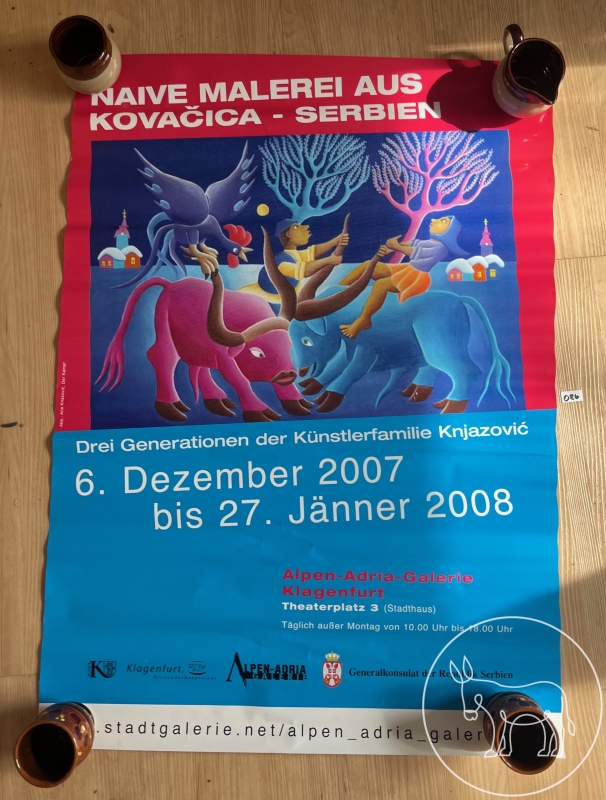 NAIVE MALEREI AUS
KOVAČICA - SERBIEN
Drei Generationen der Künstlerfamilie Knjazović
6. Dezember 2007
bis 27. Jänner 2008
086
Alpen-Adria-Galerie
Klagenfurt
Theaterplatz 3 (Stadthaus)
Täglich außer Montag von 10.00 Uhr bis 18.00 Uhr
K
Klagenfurt.
ALPEN-ADRIA
GALERIE
Generalkonsulat der Republik Serbien
.stadtgalerie.net/alpen_adria_galer